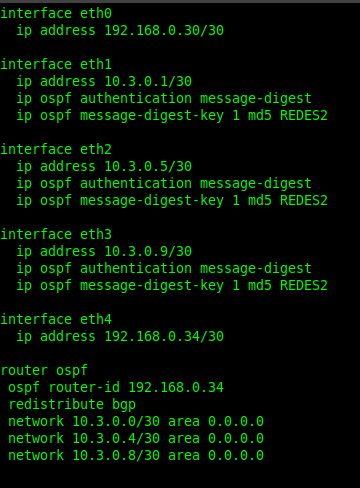 interface eth0
  ip address 192.168.0.30/30

interface eth1
  ip address 10.3.0.1/30
  ip ospf authentication message-digest
  ip ospf message-digest-key 1 md5 REDES2

interface eth2
  ip address 10.3.0.5/30
  ip ospf authentication message-digest
  ip ospf message-digest-key 1 md5 REDES2

interface eth3
  ip address 10.3.0.9/30
  ip ospf authentication message-digest
  ip ospf message-digest-key 1 md5 REDES2

interface eth4
  ip address 192.168.0.34/30

router ospf
 ospf router-id 192.168.0.34
 redistribute bgp
 network 10.3.0.0/30 area 0.0.0.0
 network 10.3.0.4/30 area 0.0.0.0
 network 10.3.0.8/30 area 0.0.0.0